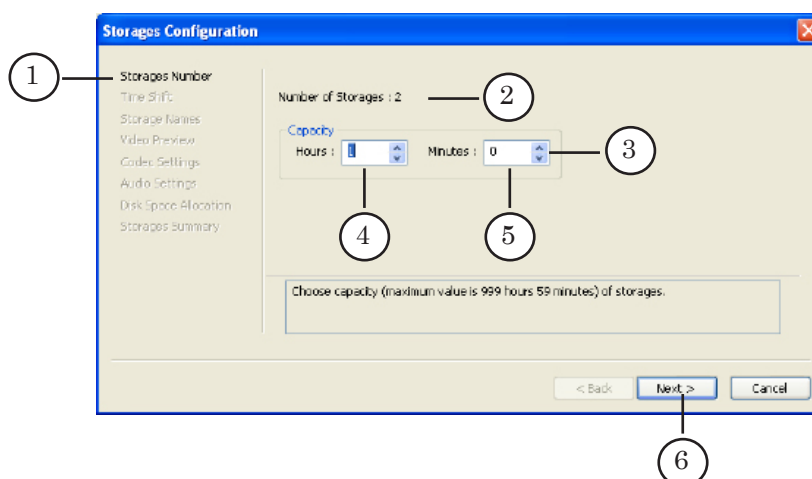 Storages Configuration
1
Storages Number
Time Shift
Storage Names
Video Preview
Codec Settings
Audio Settings
Disk Space Allocation
Storages Summary
Number of Storages : 2
2
Capacity
Hours : 1 Minutes : 0
3
4 5
Choose capacity (maximum value is 999 hours 59 minutes) of storages.
< Back Next > Cancel
6